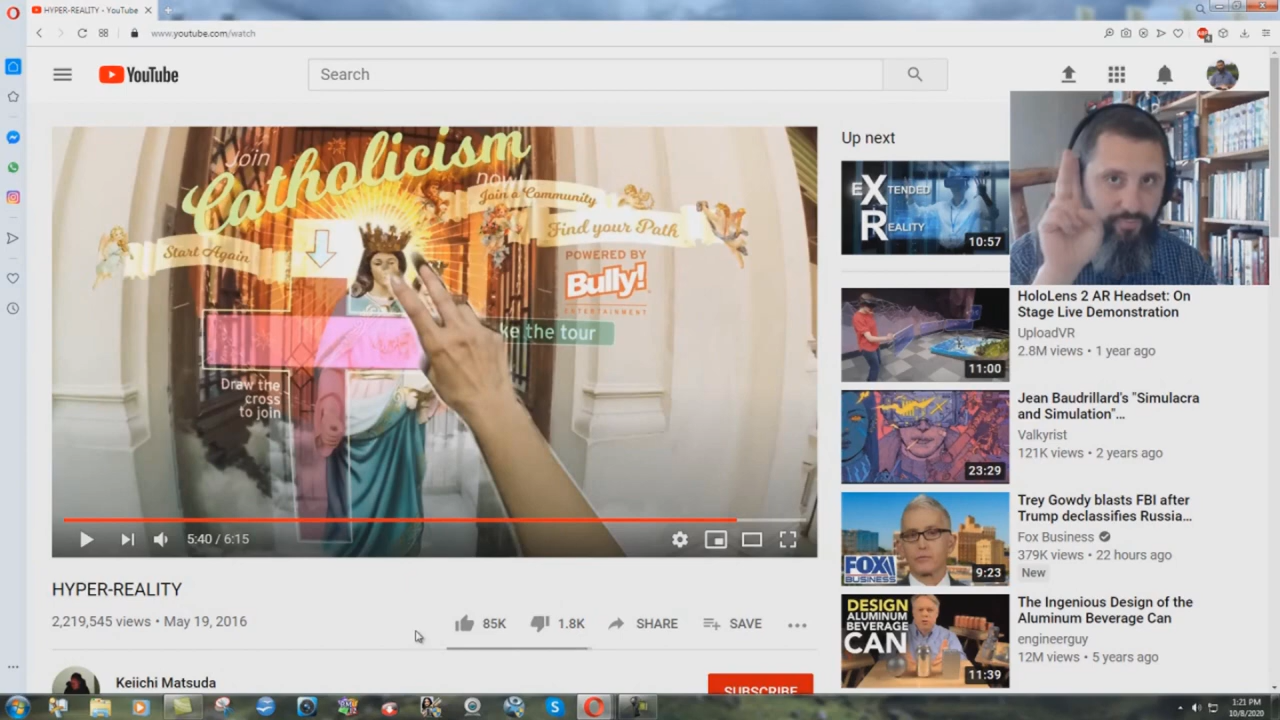 HYPER-REALITY - YouTube
www.youtube.com/watch
YouTube
Search
Join
Catholicism
now!
Join a Community
Find your Path
Start Again
POWERED BY
Bully!
ENTERTAINMENT
ke the tour
Draw the
cross
to join
5:40 / 6:15
HYPER-REALITY
2,219,545 views • May 19, 2016
85K
1.8K
SHARE
SAVE
Keiichi Matsuda
SUBSCRIBE
Up next
EXTENDED
REALITY
10:57
HoloLens 2 AR Headset: On
Stage Live Demonstration
UploadVR
2.8M views • 1 year ago
11:00
Jean Baudrillard's "Simulacra
and Simulation"...
Valkyrist
121K views • 2 years ago
23:29
Trey Gowdy blasts FBI after
Trump declassifies Russia...
Fox Business
379K views • 22 hours ago
New
FOX
BUSINESS
9:23
The Ingenious Design of the
Aluminum Beverage Can
engineerguy
12M views • 5 years ago
DESIGN
ALUMINUM
BEVERAGE
CAN
11:39
1:21 PM
10/8/2020